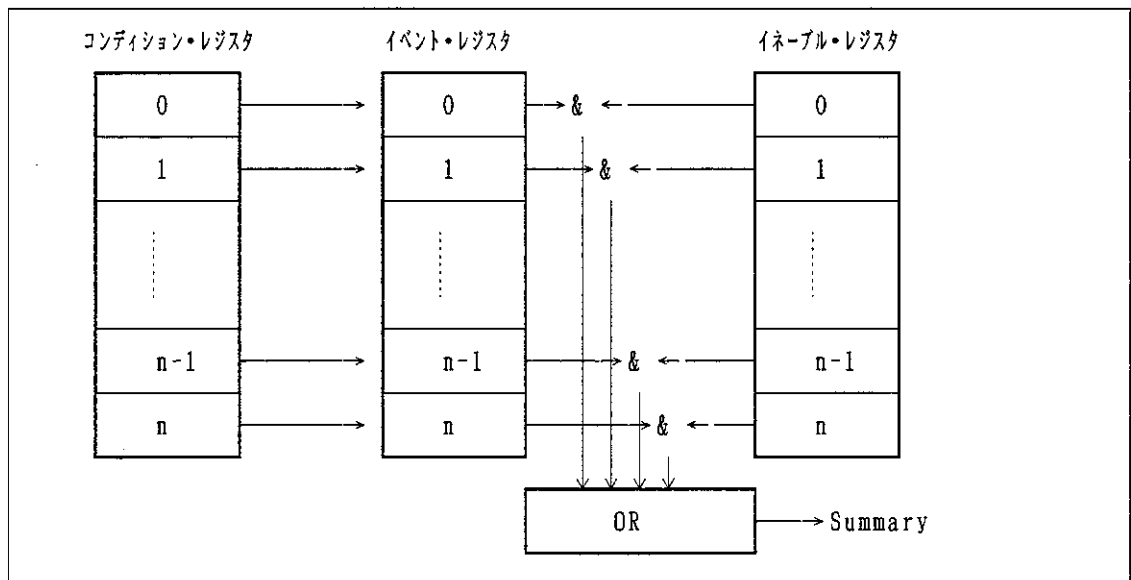 コンディション・レジスタ イベント・レジスタ イネーブル・レジスタ
0 0 & 0
1 1 & 1
n-1 n-1 & n-1
n n & n
OR Summary